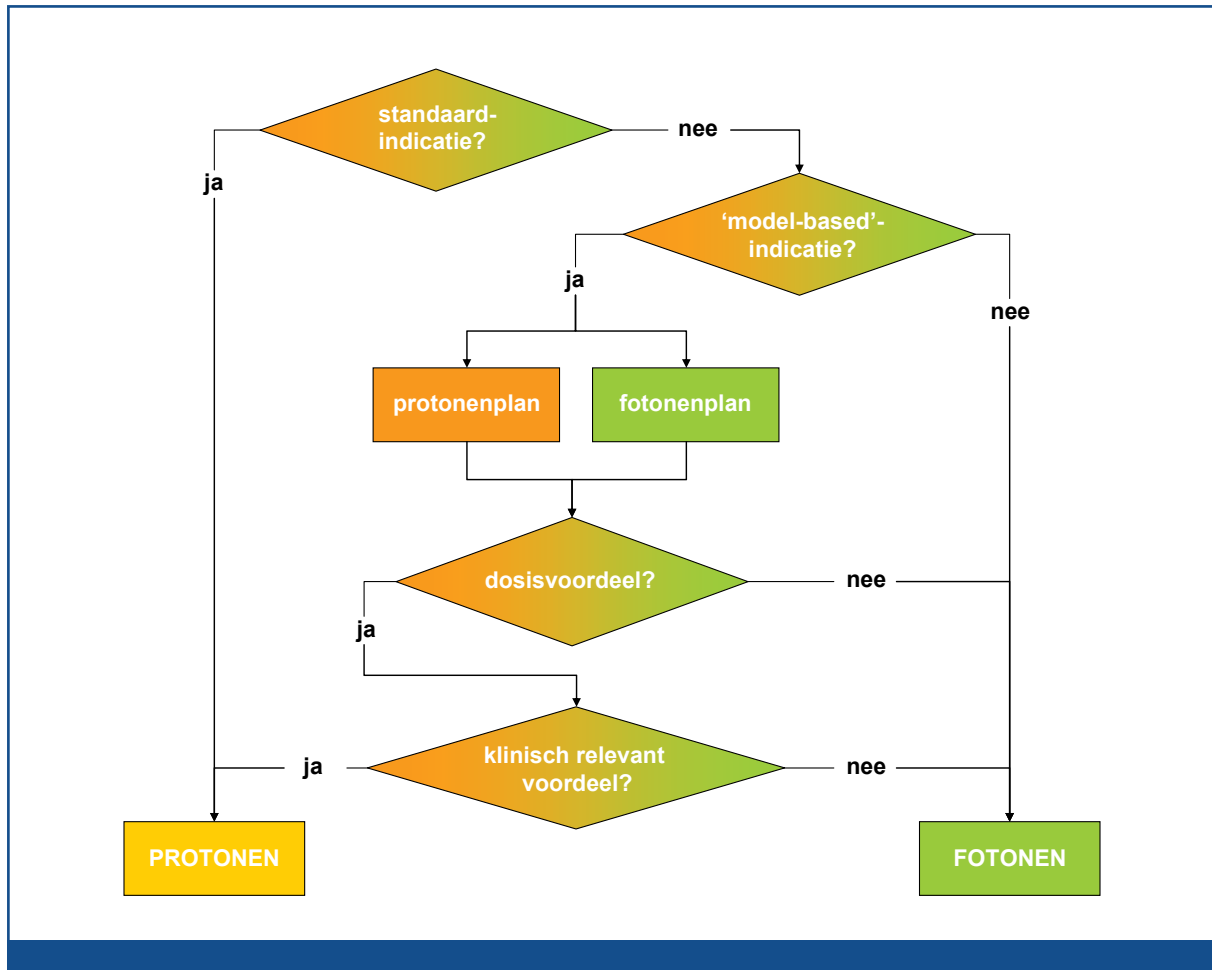 standaard-
indicatie?
nee
ja
‘model-based’-
indicatie?
ja
nee
protonenplan
fotonenplan
dosisvoordeel?
nee
ja
klinisch relevant
voordeel?
ja
nee
PROTONEN
FOTONEN